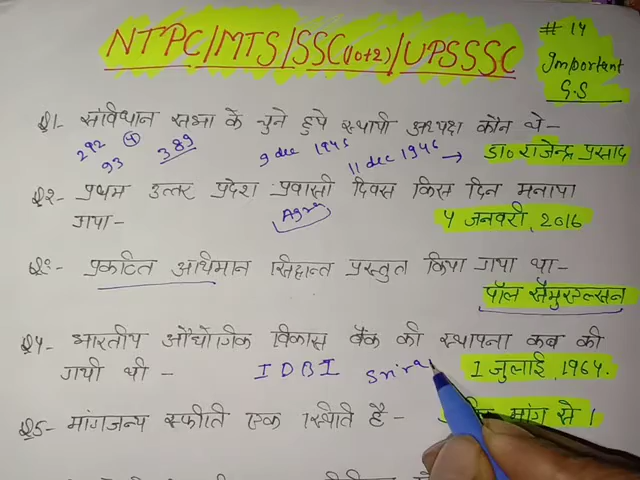 NTPC/MTS/SSC(10+2)/UPSSSC
# 14
Important
G.S
Q1- संविधान सभा के चुने हुये स्थायी अध्यक्ष कौन थे-
292 + 389 9 dec 1946 11 dec 1946 → डा० राजेन्द्र प्रसाद
93
Q2- प्रथम उत्तर प्रदेश प्रवासी दिवस किस दिन मनाया
गया- Agra 4 जनवरी, 2016
Q3- प्रकटित अधिमान सिद्वान्त प्रस्तुत किया गया था-
पॉल सैमुएल्सन
Q4- भारतीय औधोगिक विकास बैंक की स्थापना कब की
गयी थी - IDBI Srira 1 जुलाई, 1964.
Q5- मांगजन्य स्फीति एक स्थिति है- मांग से ।